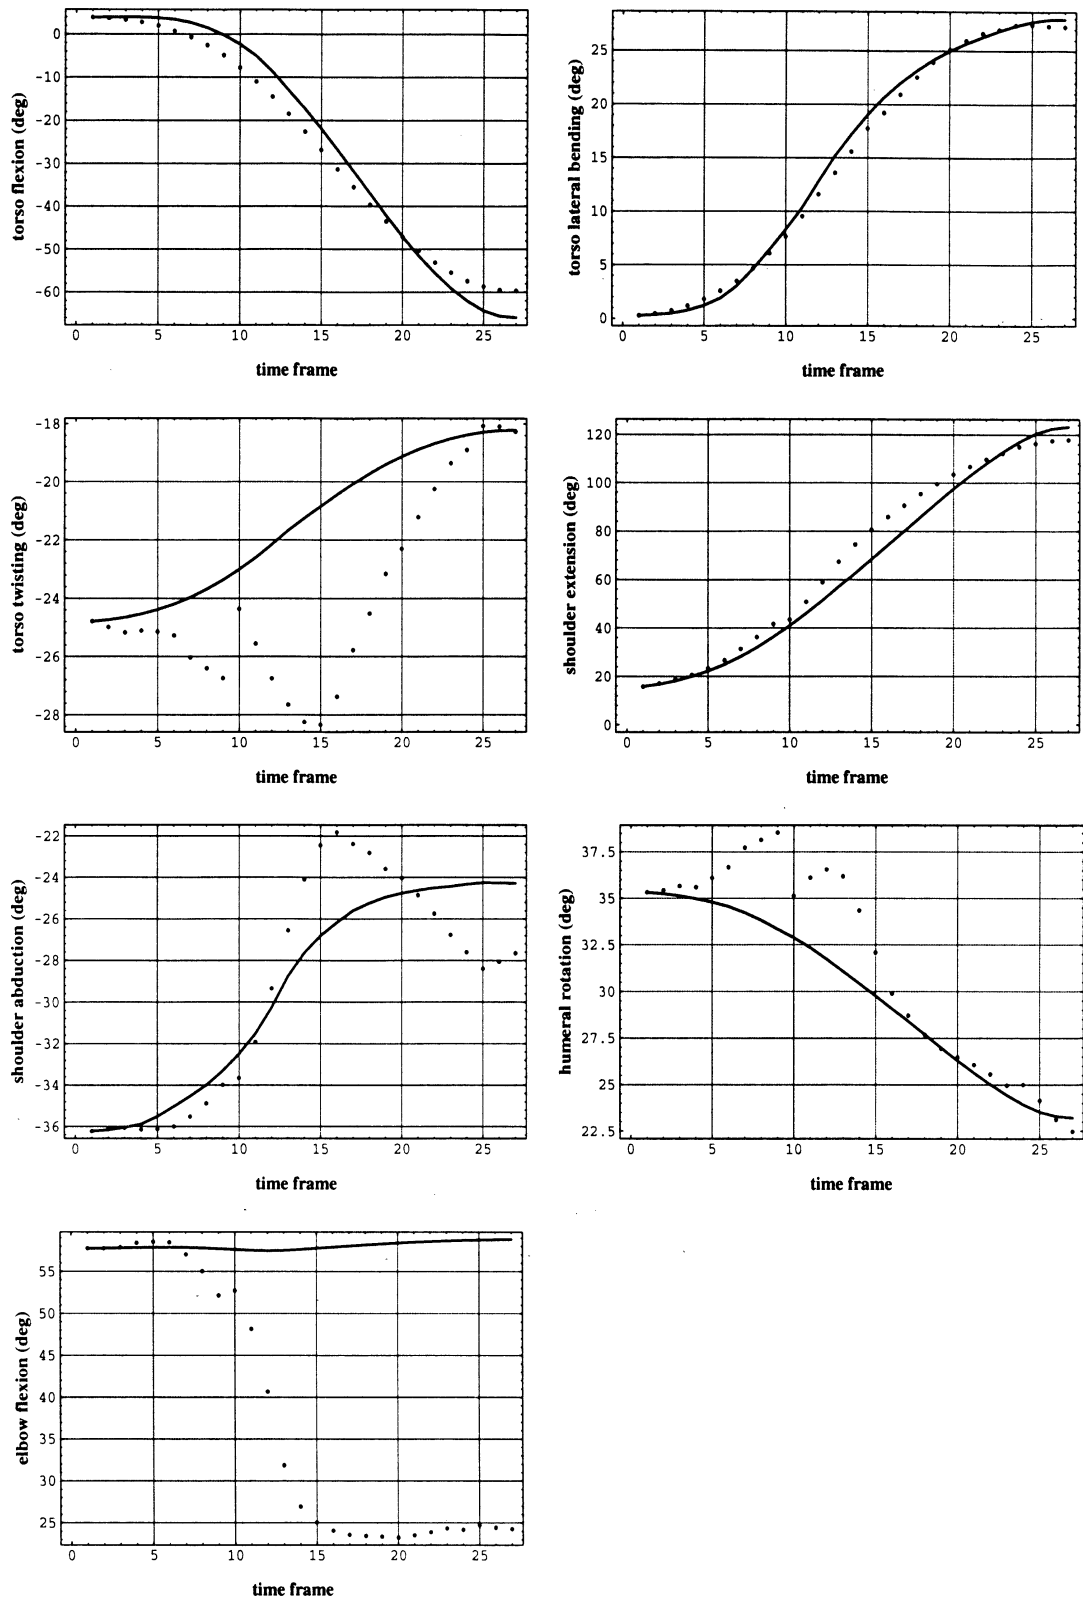 torso flexion (deg)
0
-10
-20
-30
-40
-50
-60
0 5 10 15 20 25
time frame
torso lateral bending (deg)
25
20
15
10
5
0
0 5 10 15 20 25
time frame
torso twisting (deg)
-18
-20
-22
-24
-26
-28
0 5 10 15 20 25
time frame
shoulder extension (deg)
120
100
80
60
40
20
0
0 5 10 15 20 25
time frame
shoulder abduction (deg)
-22
-24
-26
-28
-30
-32
-34
-36
0 5 10 15 20 25
time frame
humeral rotation (deg)
37.5
35
32.5
30
27.5
25
22.5
0 5 10 15 20 25
time frame
elbow flexion (deg)
55
50
45
40
35
30
25
0 5 10 15 20 25
time frame